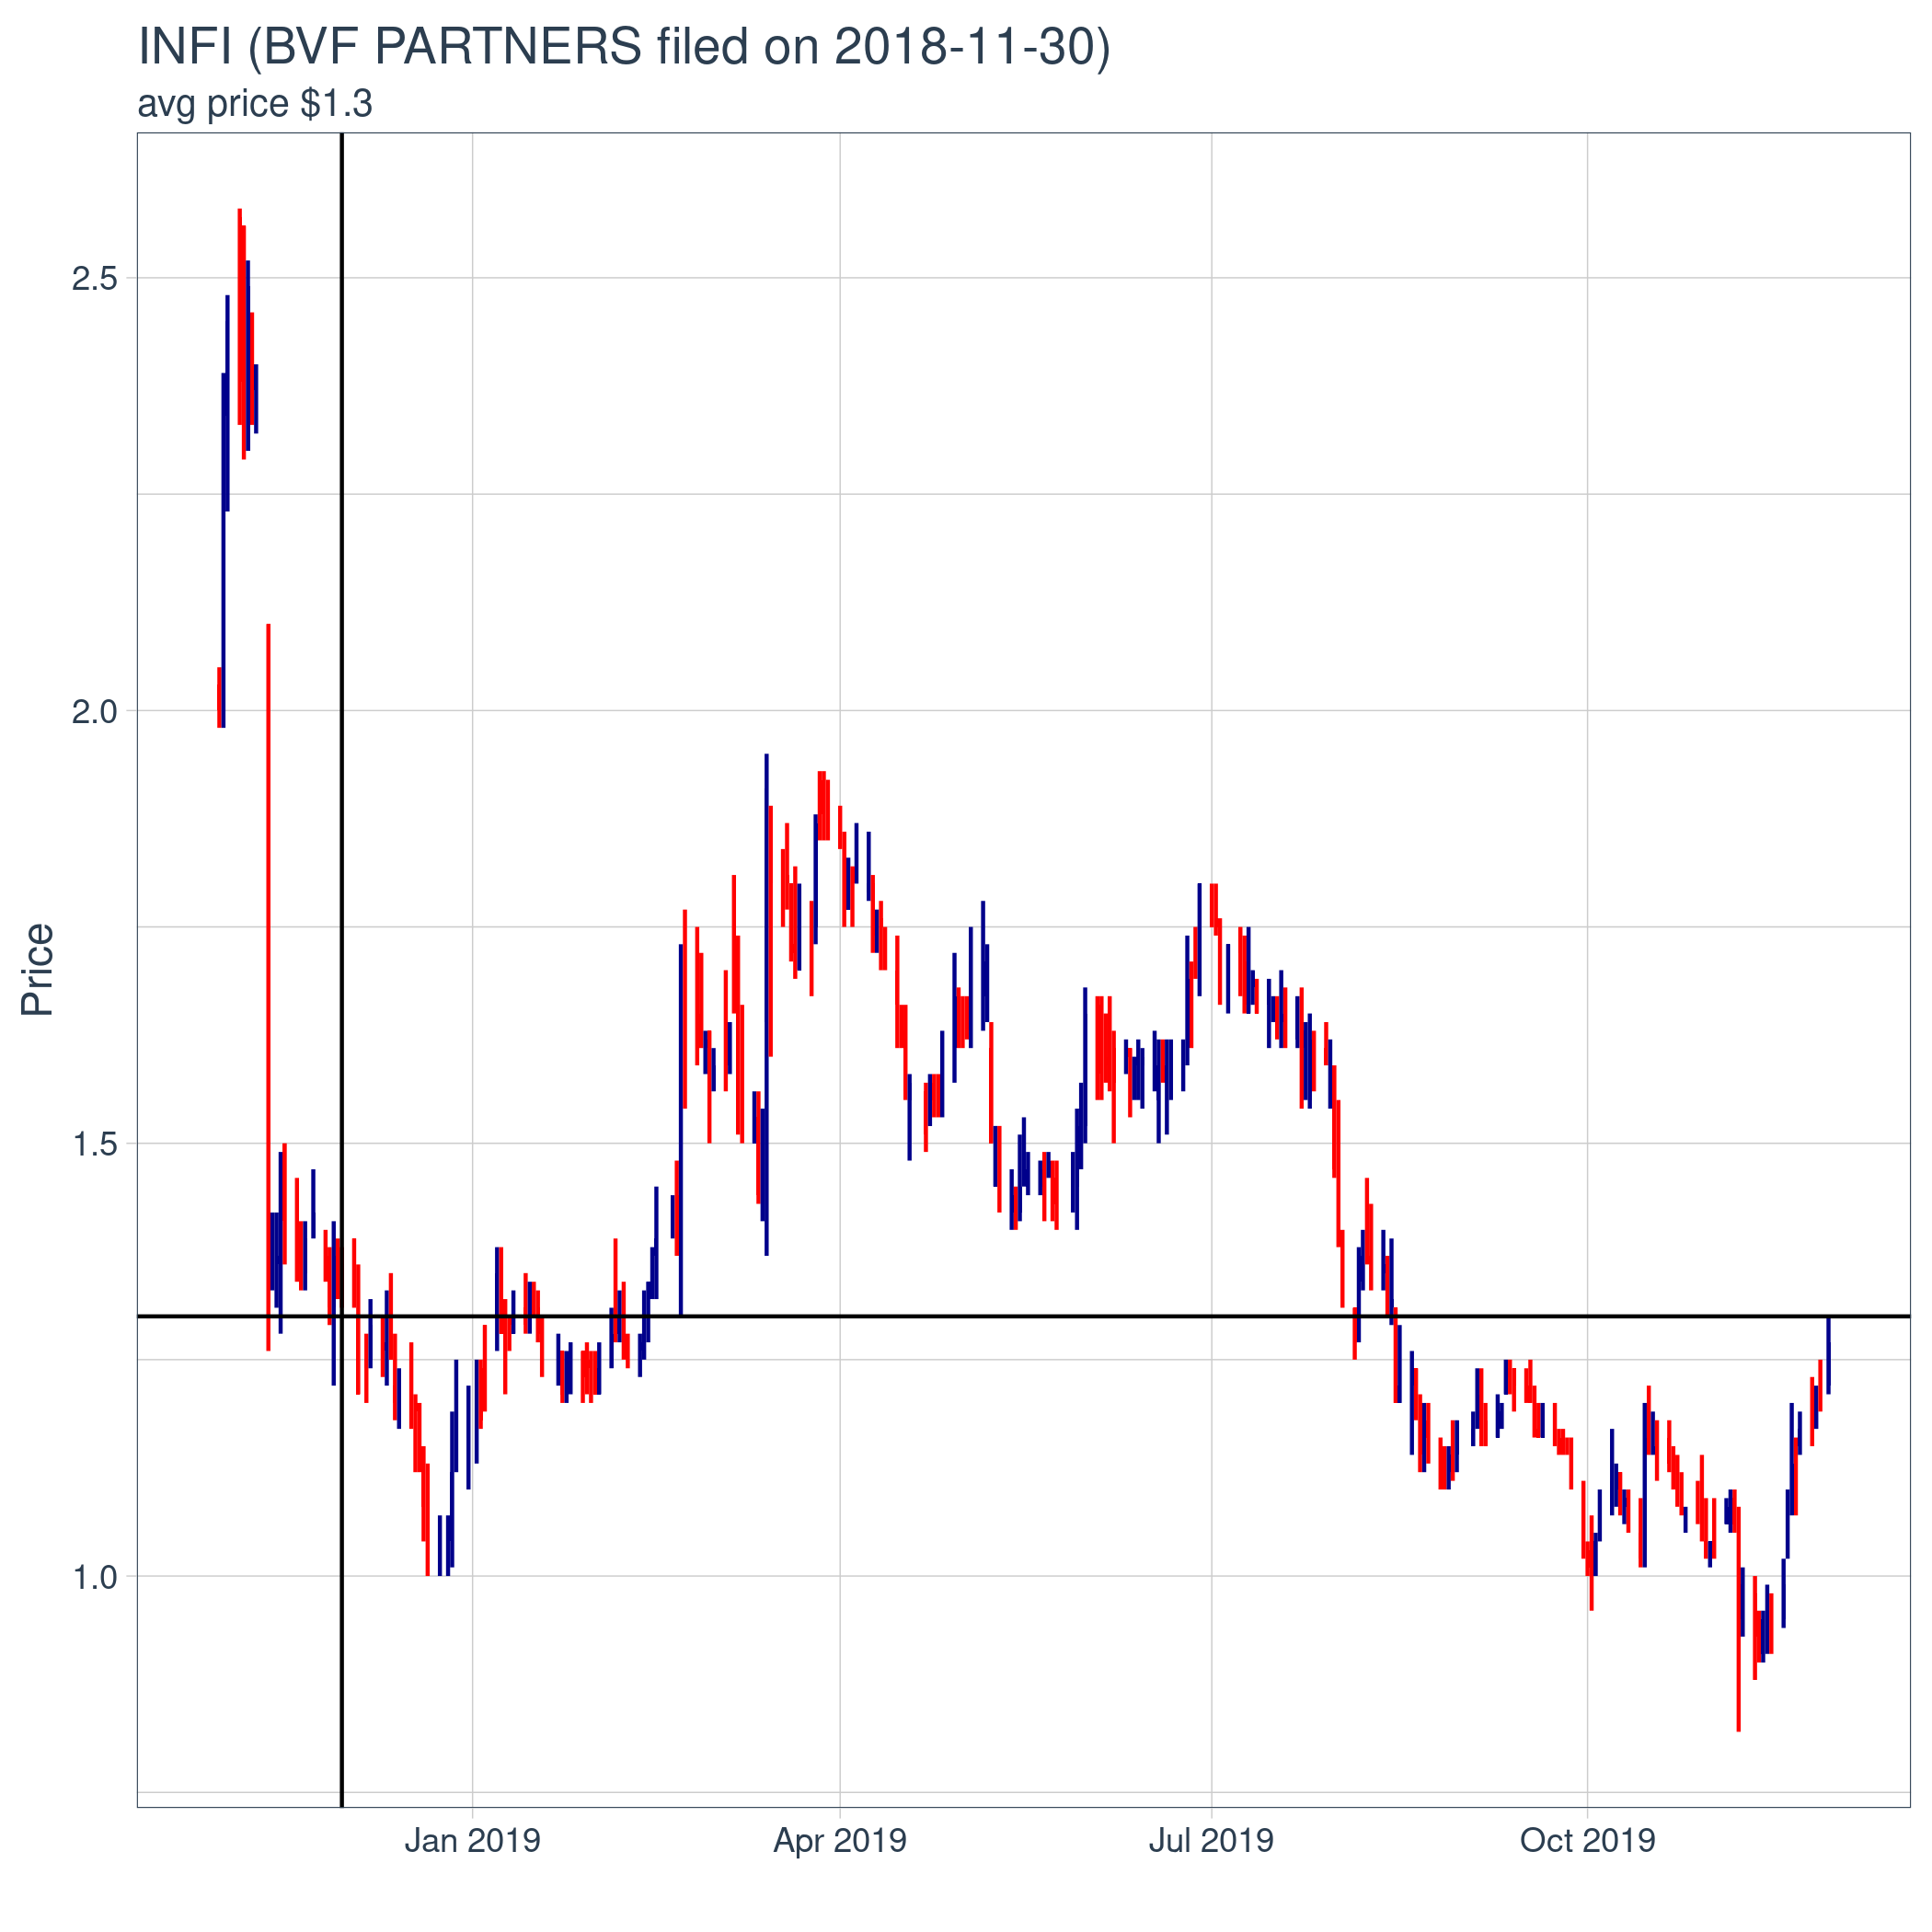 INFI (BVF PARTNERS filed on 2018-11-30)
avg price $1.3
Price
2.5
2.0
1.5
1.0
Jan 2019
Apr 2019
Jul 2019
Oct 2019